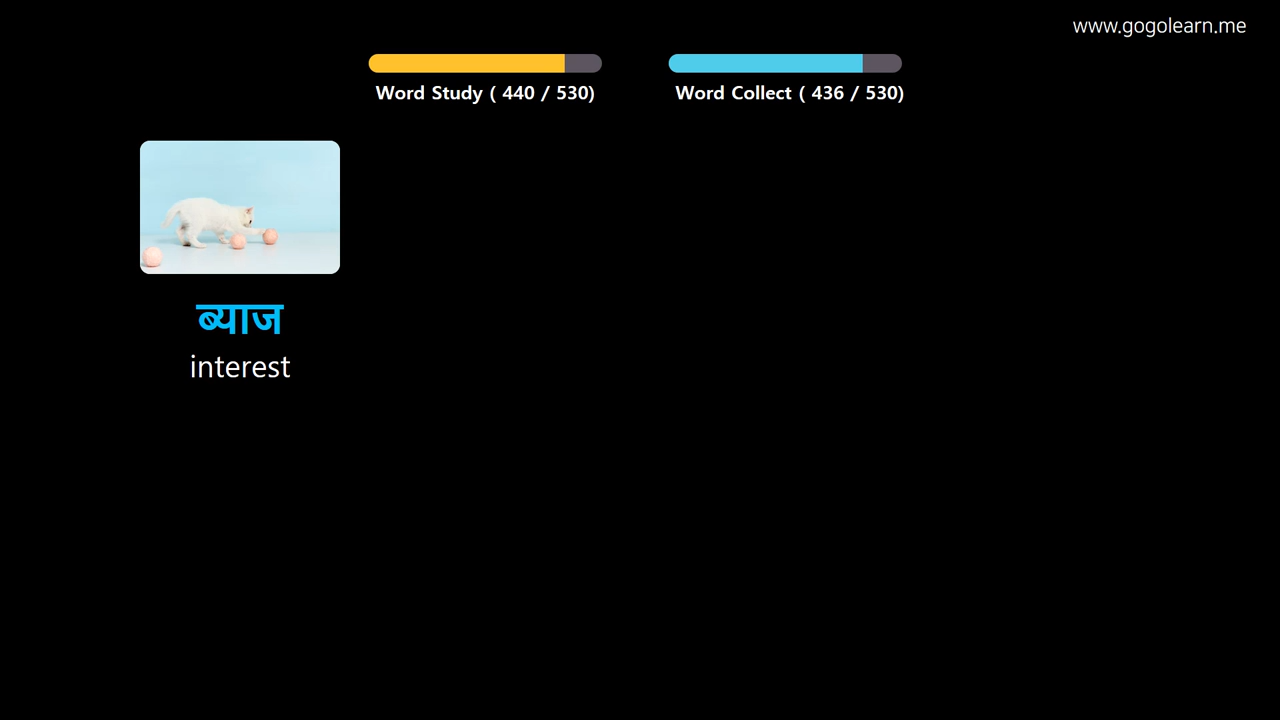 www.gogolearn.me
Word Study ( 440 / 530)
Word Collect ( 436 / 530)
ब्याज
interest